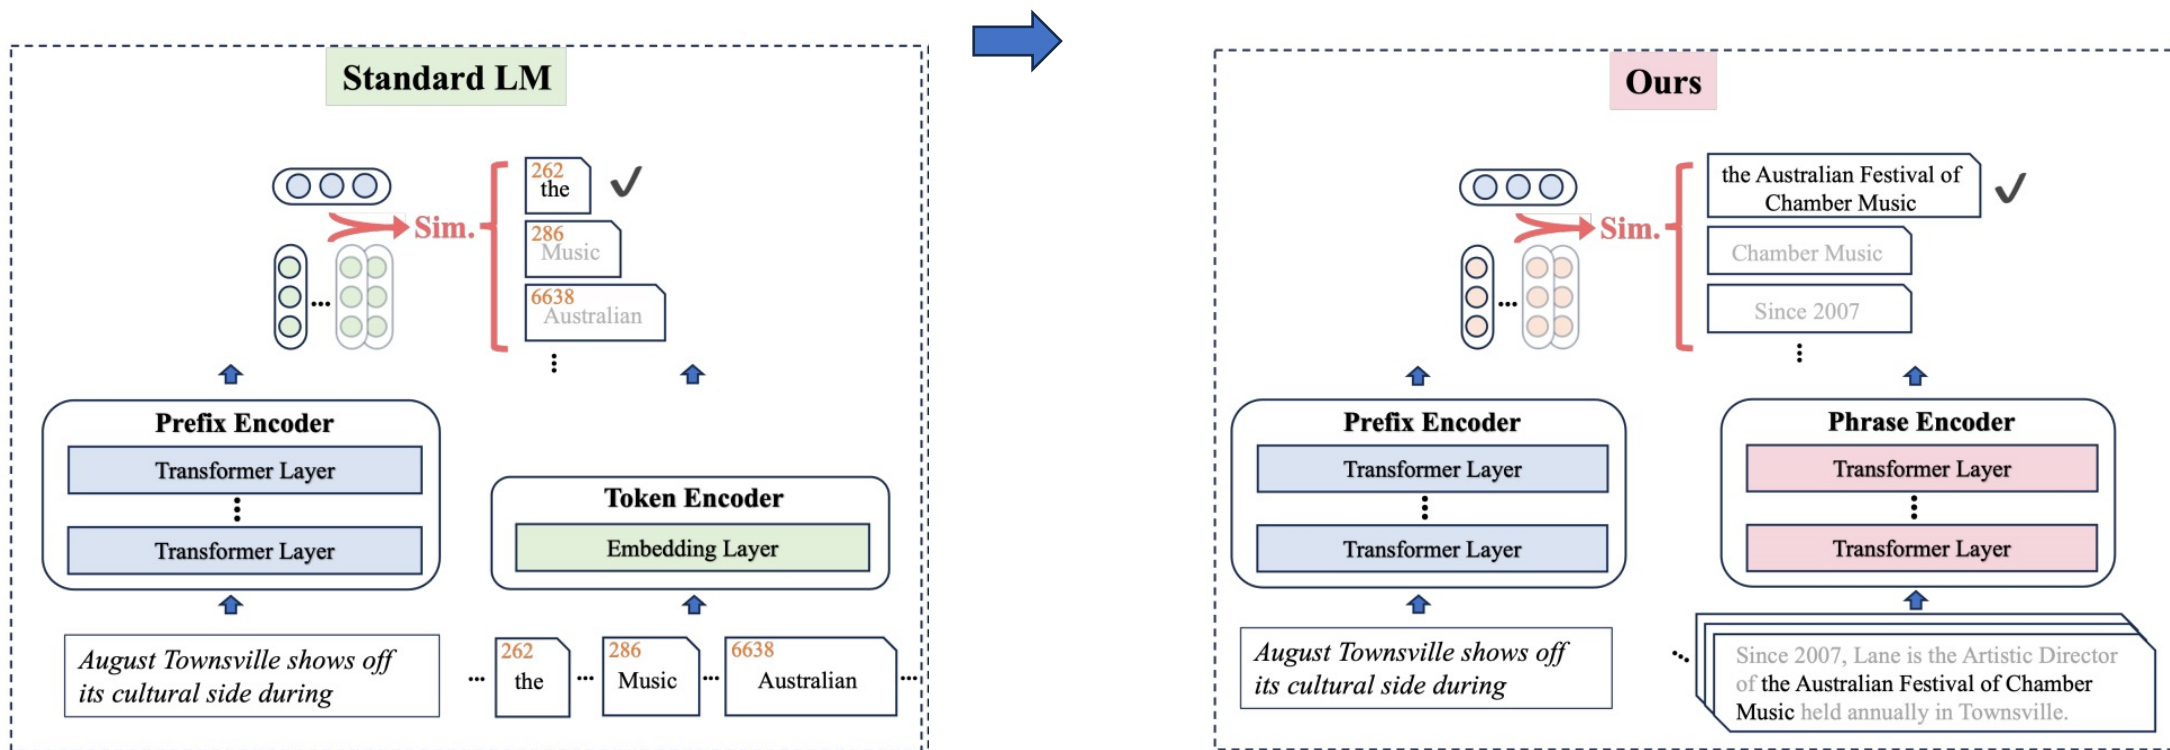 Standard LM
262
the
286
Music
6638
Australian
Sim.
Prefix Encoder
Transformer Layer
Transformer Layer
Token Encoder
Embedding Layer
August Townsville shows off
its cultural side during
... 262 ... 286 ... 6638 ...
the Music Australian
Ours
the Australian Festival of
Chamber Music
Chamber Music
Since 2007
Sim.
Prefix Encoder
Transformer Layer
Transformer Layer
Phrase Encoder
Transformer Layer
Transformer Layer
August Townsville shows off
its cultural side during
Since 2007, Lane is the Artistic Director
of the Australian Festival of Chamber
Music held annually in Townsville.